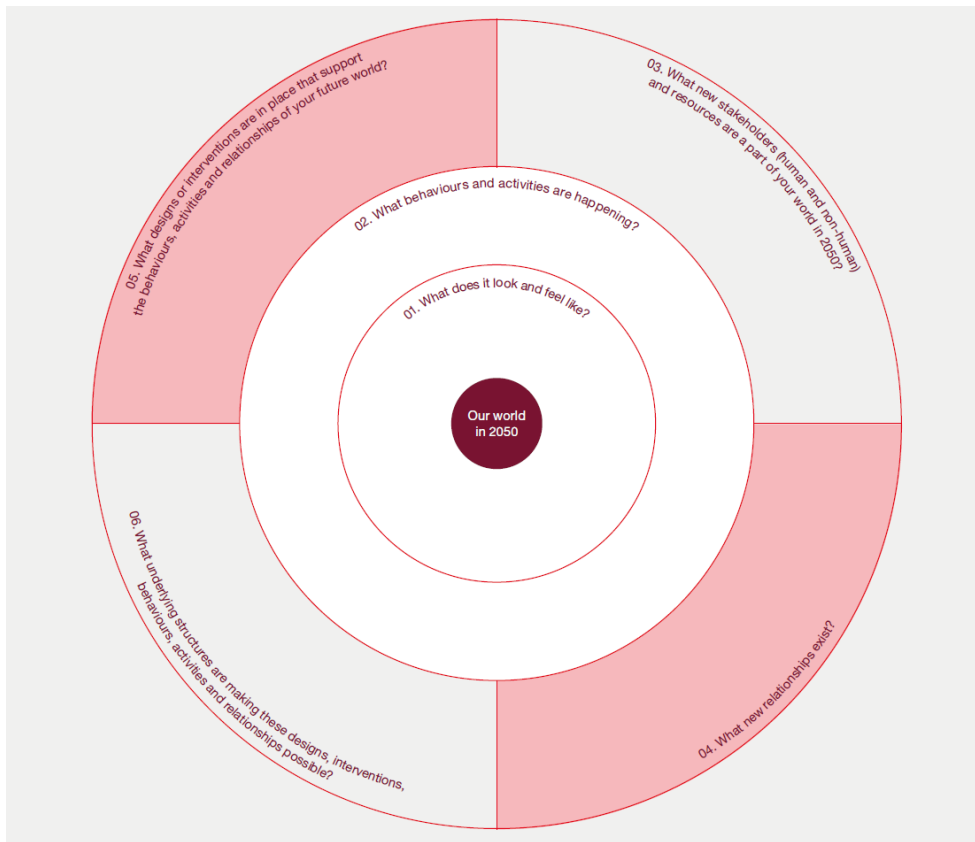 Our world
in 2050
01. What does it look and feel like?
02. What behaviours and activities are happening?
03. What new stakeholders (human and non-human)
and resources are a part of your world in 2050?
04. What new relationships exist?
05. What designs or interventions are in place that support
the behaviours, activities and relationships of your future world?
06. What underlying structures are making these designs, interventions,
behaviours, activities and relationships possible?